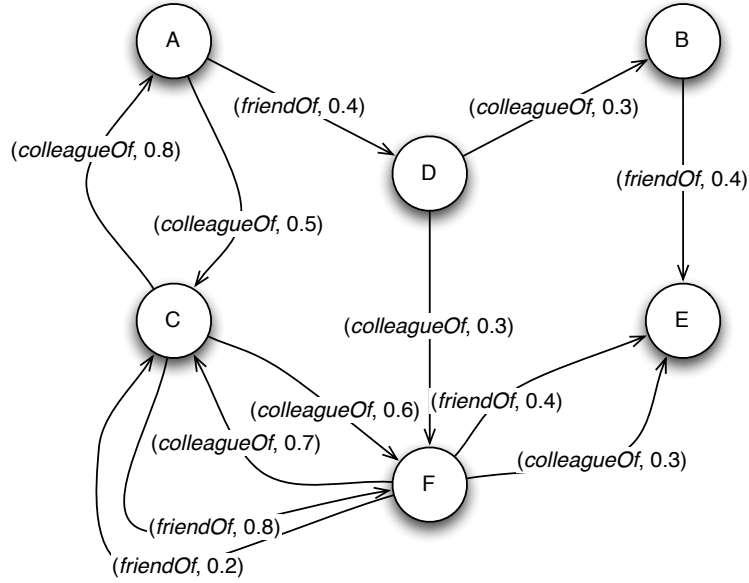 A
B
(friendOf, 0.4)
(colleagueOf, 0.3)
(colleagueOf, 0.8)
D
(friendOf, 0.4)
(colleagueOf, 0.5)
C
E
(colleagueOf, 0.3)
(friendOf, 0.4)
(colleagueOf, 0.6)
(colleagueOf, 0.7)
(colleagueOf, 0.3)
F
(friendOf, 0.8)
(friendOf, 0.2)